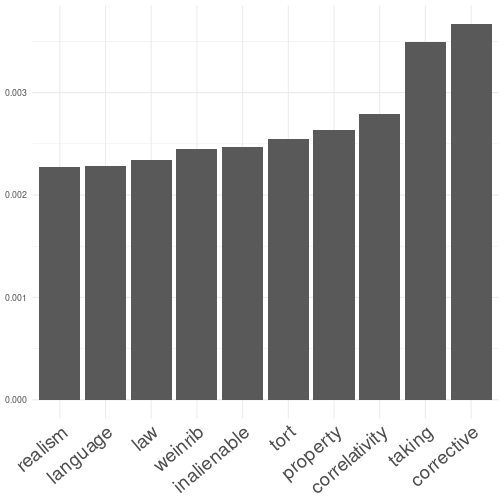 0.003
0.002
0.001
0.000
realism
language
law
weinrib
inalienable
tort
property
correlativity
taking
corrective